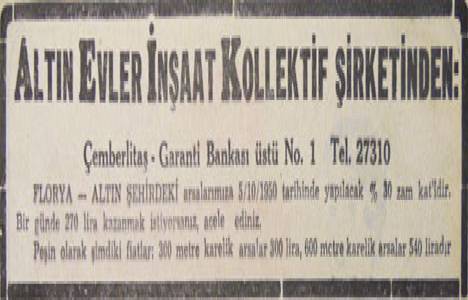 ALTIN EVLER İNŞAAT KOLLEKTİF ŞİRKETİNDEN:
Çemberlitaş - Garanti Bankası üstü No. 1 Tel. 27310
FLORYA — ALTIN ŞEHİRDEKİ arsalarımıza 5/10/1950 tarihinde yapılacak % 30 zam kat'idir.
Bir günde 270 lira kazanmak istiyorsanız, acele ediniz.
Peşin olarak şimdiki fiatlar: 300 metre karelik arsalar 300 lira, 600 metre karelik arsalar 540 liradır